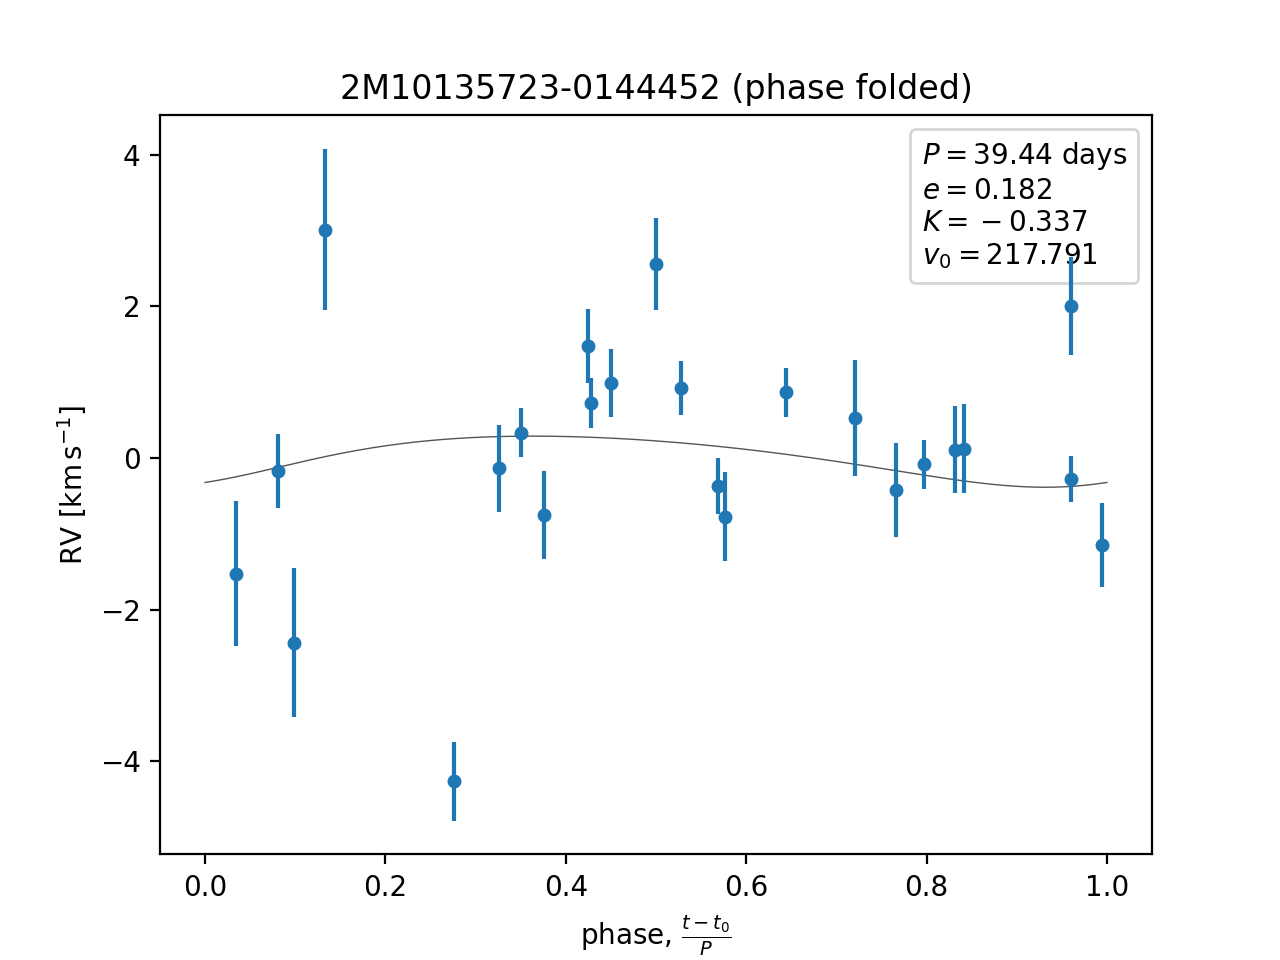 2M10135723-0144452 (phase folded)
P = 39.44 days
e = 0.182
K = −0.337
v₀ = 217.791
RV [km s⁻¹]
4
2
0
−2
−4
0.0 0.2 0.4 0.6 0.8 1.0
phase, (t − t₀)/P